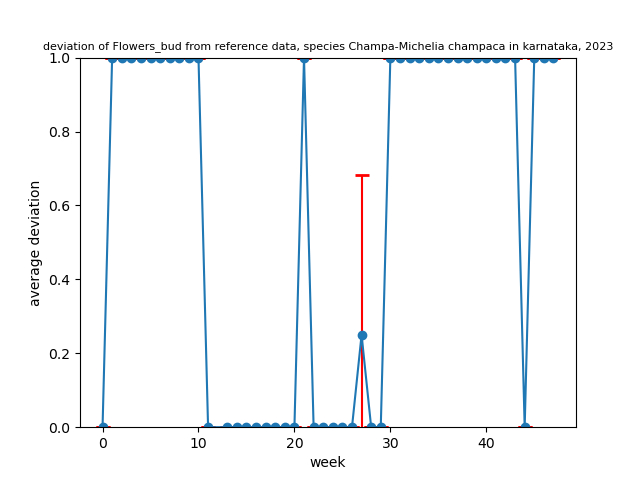 deviation of Flowers_bud from reference data, species Champa-Michelia champaca in karnataka, 2023
1.0
0.8
0.6
0.4
0.2
0.0
average deviation
0 10 20 30 40
week